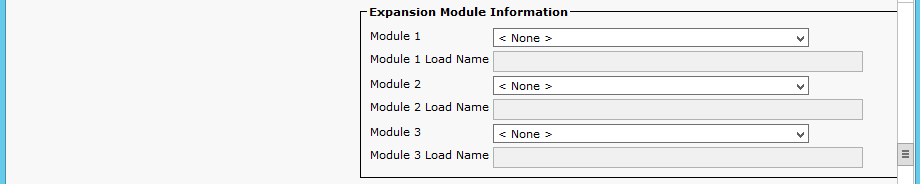 Expansion Module Information
Module 1 < None >
Module 1 Load Name
Module 2 < None >
Module 2 Load Name
Module 3 < None >
Module 3 Load Name